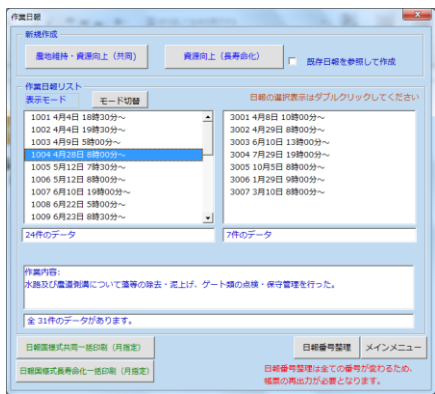 作業日報
新規作成
農地維持・資源向上（共同）
資源向上（長寿命化）
既存日報を参照して作成
作業日報リスト
表示モード
モード切替
日報の選択表示はダブルクリックしてください
1001 4月4日 18時30分～
1002 4月4日 19時30分～
1003 4月9日 5時00分～
1004 4月28日 8時00分～
1005 5月12日 7時30分～
1006 5月12日 8時00分～
1007 6月10日 19時00分～
1008 6月22日 5時00分～
1009 6月23日 8時30分～
3001 4月8日 10時00分～
3002 4月29日 8時00分～
3003 6月10日 13時00分～
3004 7月29日 19時00分～
3005 10月5日 8時00分～
3006 1月29日 9時00分～
3007 3月10日 8時00分～
24件のデータ
7件のデータ
作業内容:
水路及び農道側溝について藻等の除去・泥上げ、ゲート類の点検・保守管理を行った。
全 31件のデータがあります。
日報国様式共同一括印刷（月指定）
日報番号整理
メインメニュー
日報国様式長寿命化一括印刷（月指定）
日報番号整理は全ての番号が変わるため、
帳票の再出力が必要となります。